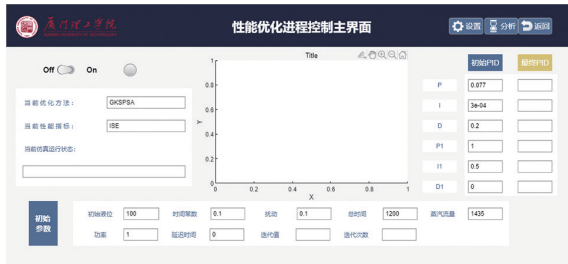 厦门理工学院
性能优化进程控制主界面
设置 分析 返回
Off On
当前优化方法: GKSPSA
当前性能指标: ISE
当前仿真运行状态:
Title
Y
1
0.8
0.6
0.4
0.2
0
0 0.2 0.4 0.6 0.8 1
X
初始PID 最终PID
P 0.077
I 3e-04
D 0.2
P1 1
I1 0.5
D1 0
初始参数
初始液位 100 时间常数 0.1 扰动 0.1 总时间 1200 蒸汽流量 1435
功率 1 延迟时间 0 迭代值 迭代次数